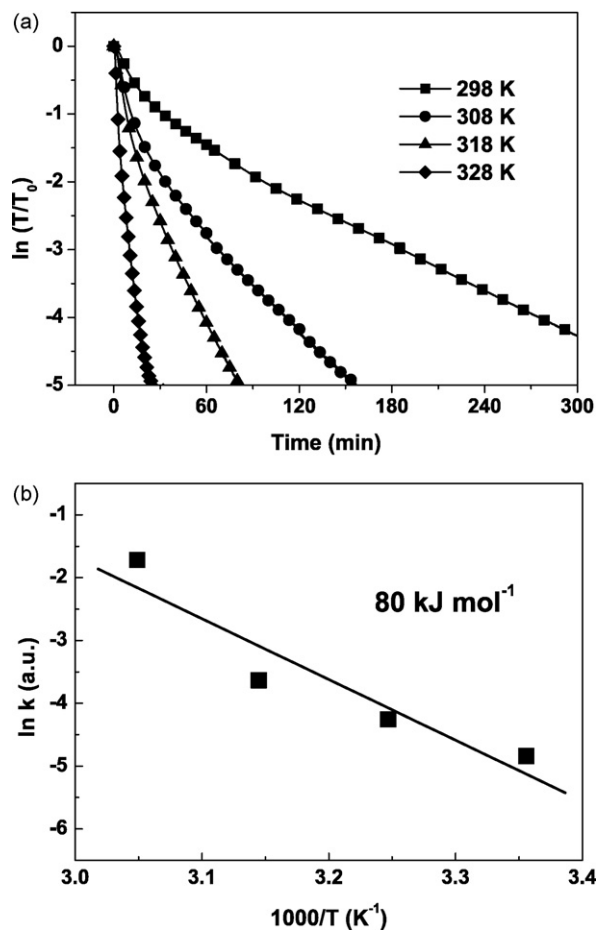 (a)
0
-1
-2
-3
-4
-5
ln (T/T₀)
298 K
308 K
318 K
328 K
0 60 120 180 240 300
Time (min)
(b)
-1
-2
-3
-4
-5
-6
ln k (a.u.)
80 kJ mol⁻¹
3.0 3.1 3.2 3.3 3.4
1000/T (K⁻¹)